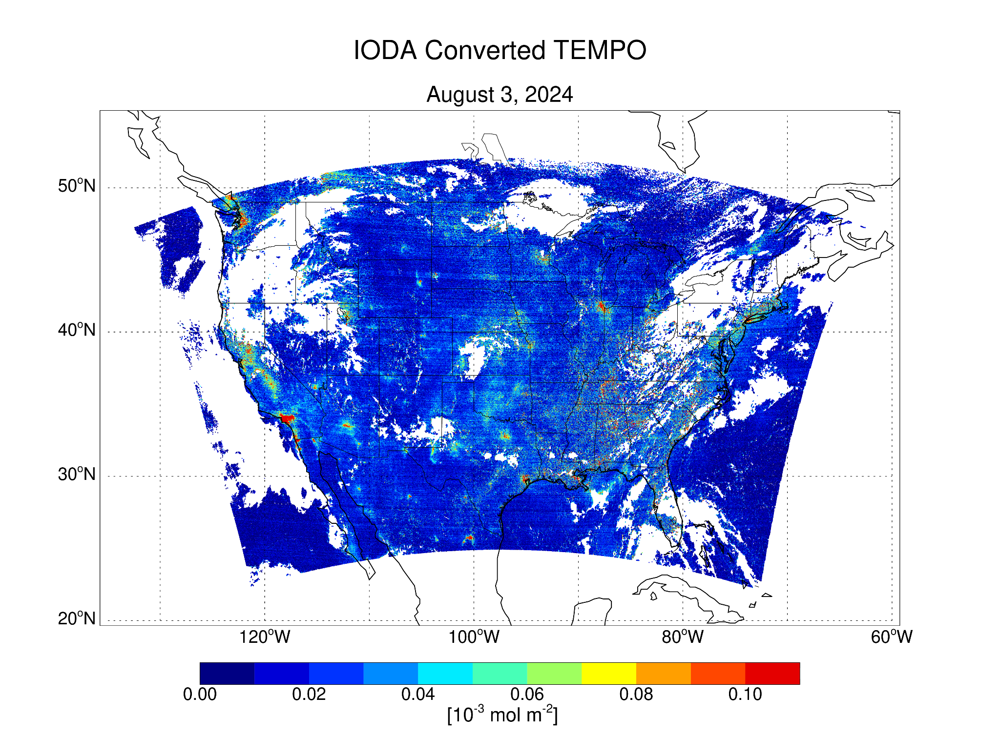 IODA Converted TEMPO
August 3, 2024
50°N
40°N
30°N
20°N
120°W 100°W 80°W 60°W
0.00 0.02 0.04 0.06 0.08 0.10
[10⁻³ mol m⁻²]